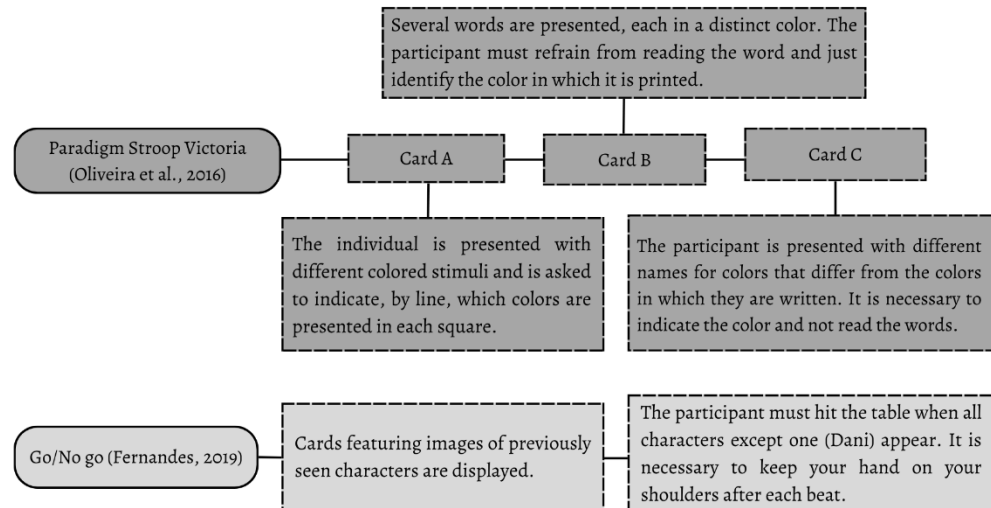 Several words are presented, each in a distinct color. The
participant must refrain from reading the word and just
identify the color in which it is printed.
Paradigm Stroop Victoria
(Oliveira et al., 2016)
Card A
Card B
Card C
The individual is presented with
different colored stimuli and is asked
to indicate, by line, which colors are
presented in each square.
The participant is presented with different
names for colors that differ from the colors
in which they are written. It is necessary to
indicate the color and not read the words.
Go/No go (Fernandes, 2019)
Cards featuring images of previously
seen characters are displayed.
The participant must hit the table when all
characters except one (Dani) appear. It is
necessary to keep your hand on your
shoulders after each beat.